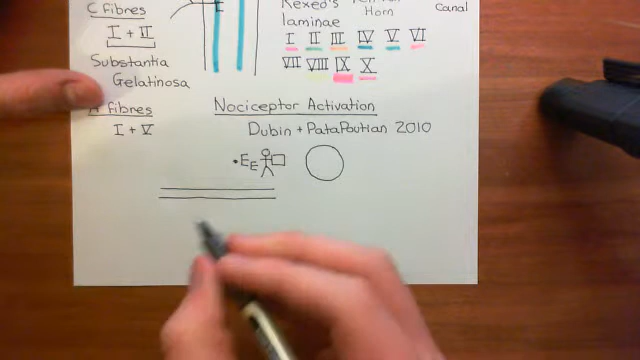 C fibres
I + II
Substantia
Gelatinosa
fibres
I + V
Rexed's
laminae
I II III IV V VI
VII VIII IX X
Horn
Canal
Nociceptor Activation
Dubin + Patapoutian 2010
EE